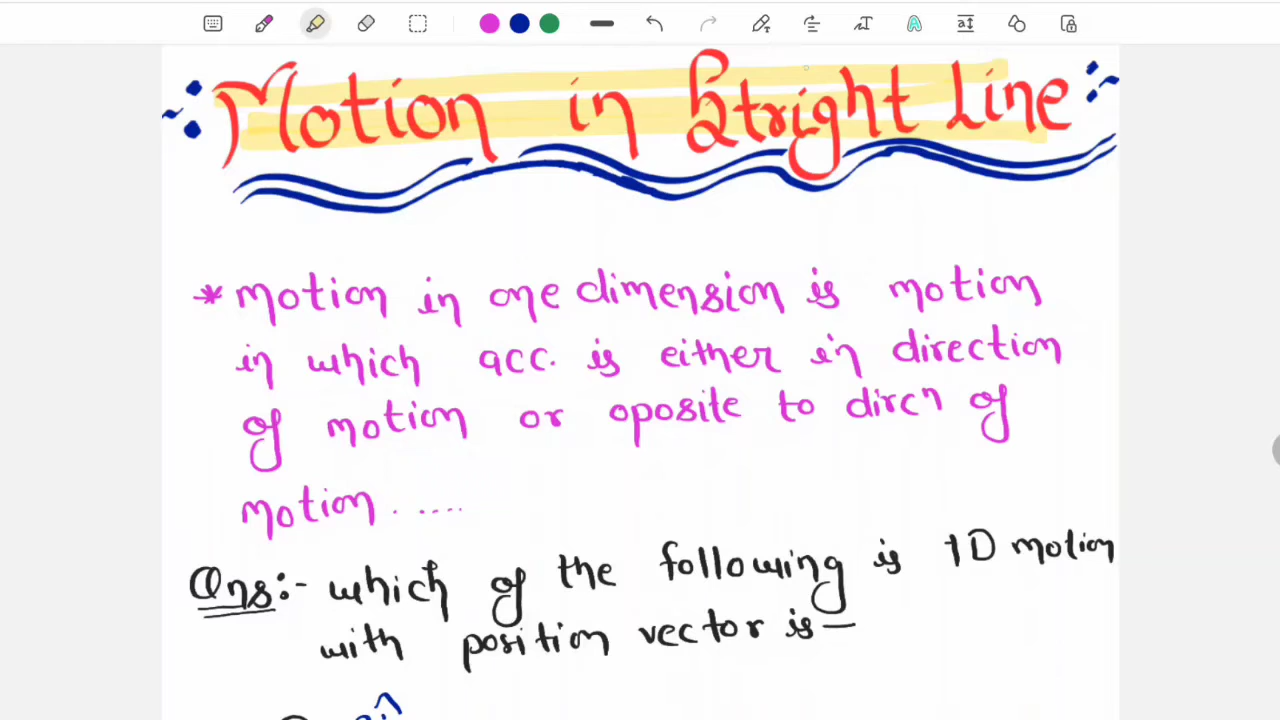 Motion in Stright Line
* motion in one dimension is motion
in which acc. is either in direction
of motion or oposite to dircn of
motion . ....
Qns:- which of the following is 1D motion
with position vector is—